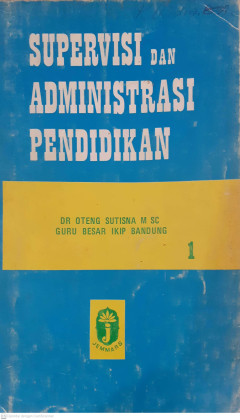 SUPERVISI DAN
ADMINISTRASI
PENDIDIKAN
DR OTENG SUTISNA M SC
GURU BESAR IKIP BANDUNG
1
j
JEMMARS